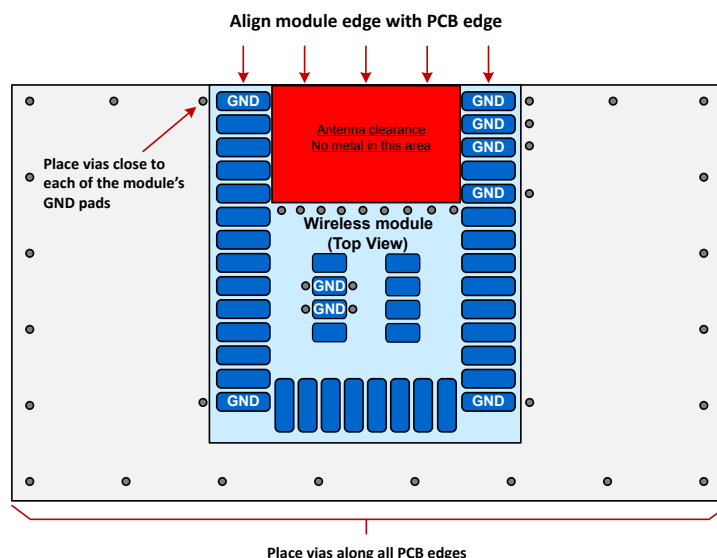 Align module edge with PCB edge
GND GND
Antenna clearance
No metal in this area
GND
GND
Place vias close to
each of the module's
GND pads
GND
Wireless module
(Top View)
GND
GND
GND GND
Place vias along all PCB edges